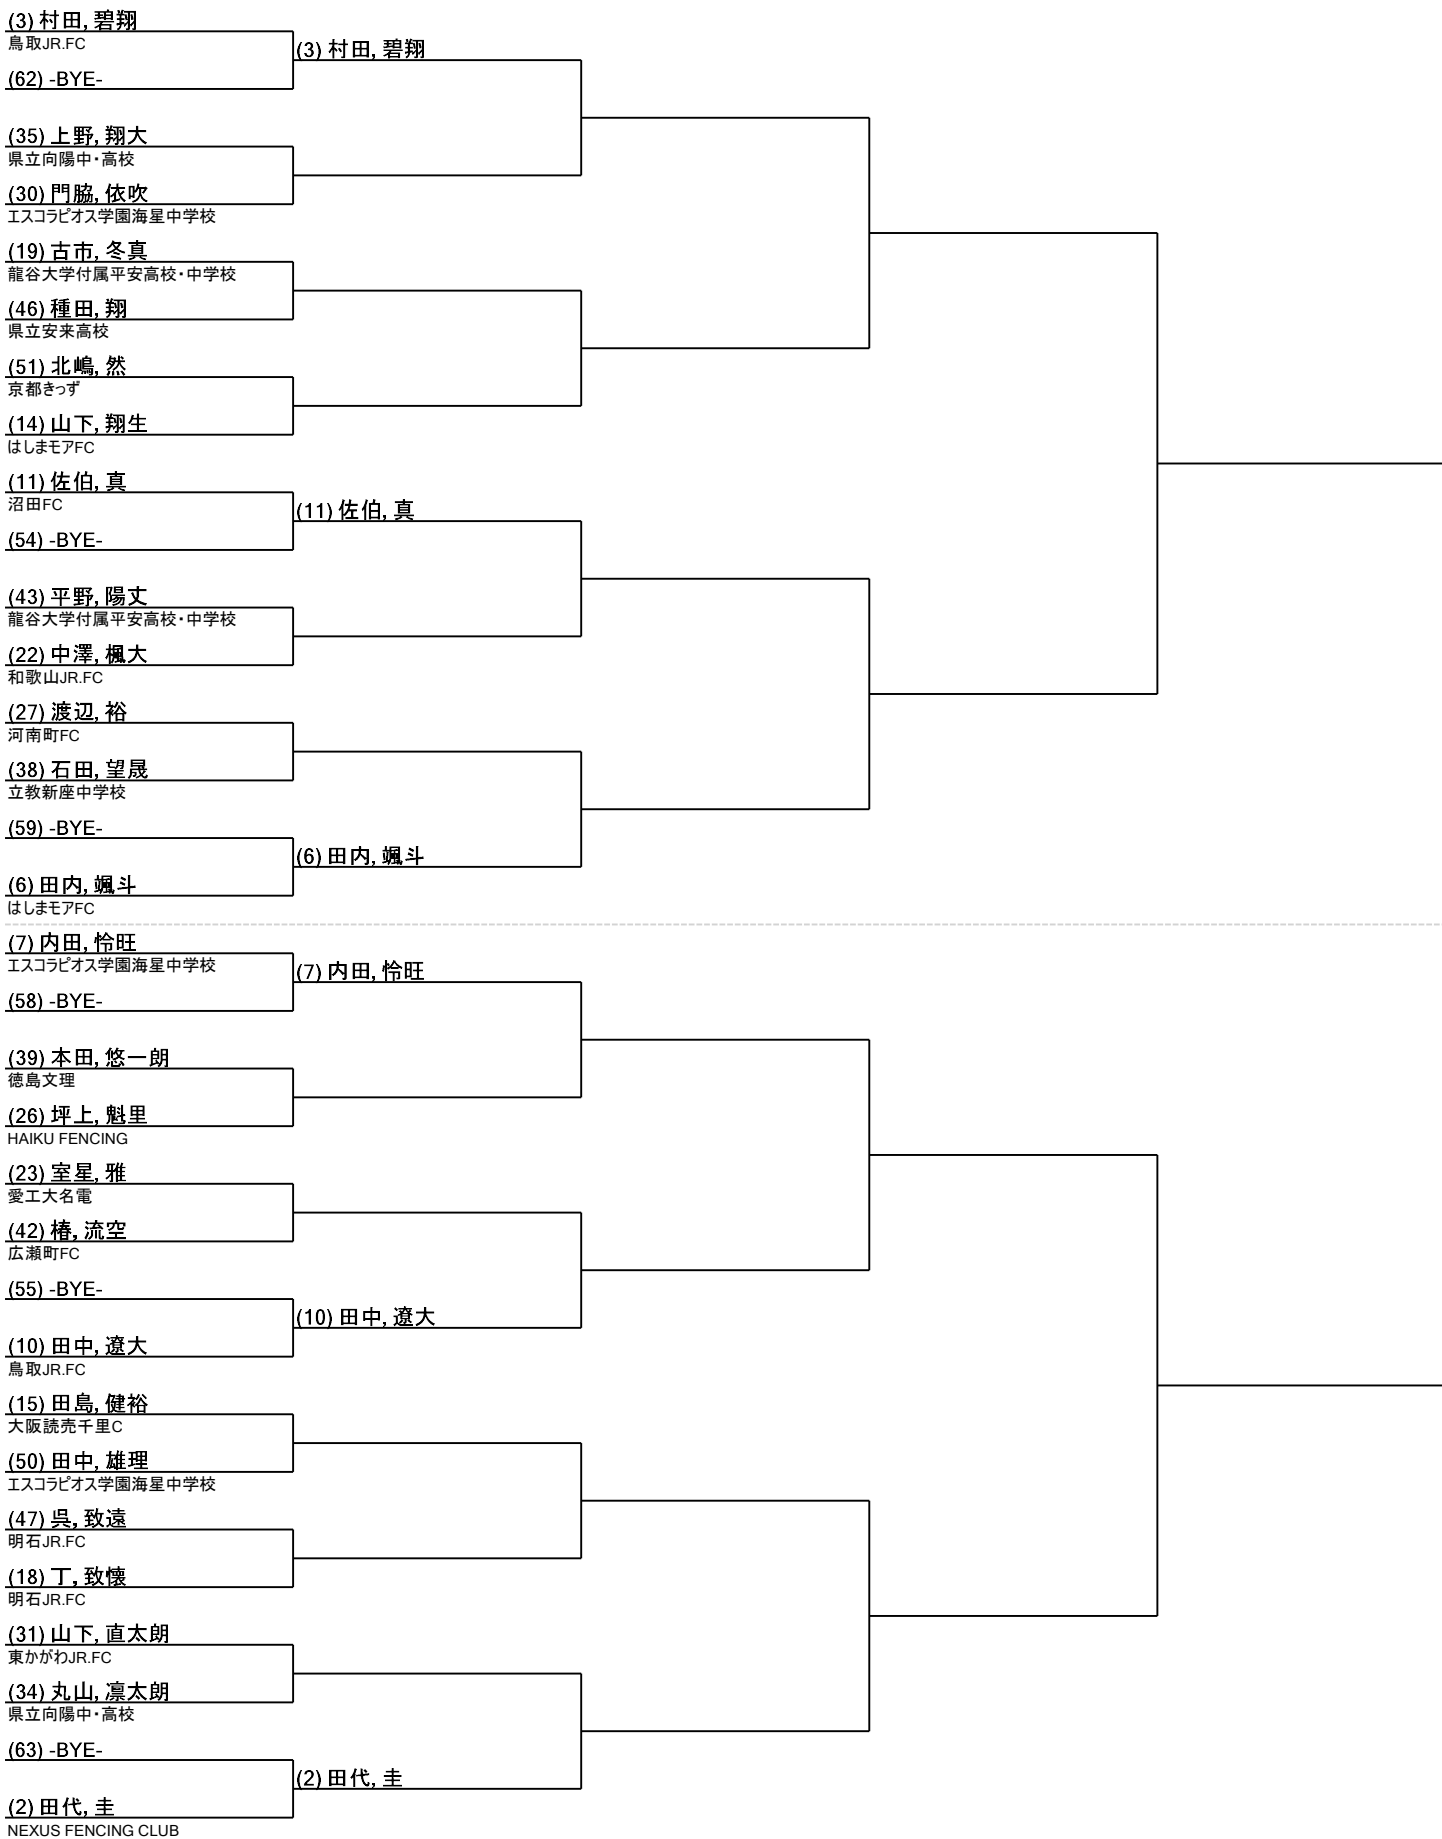 (3) 村田, 碧翔
鳥取JR.FC
(3) 村田, 碧翔
(62) -BYE-
(35) 上野, 翔大
県立向陽中・高校
(30) 門脇, 依吹
エスコラピオス学園海星中学校
(19) 古市, 冬真
龍谷大学付属平安高校・中学校
(46) 種田, 翔
県立安来高校
(51) 北嶋, 然
京都きっず
(14) 山下, 翔生
はしまモアFC
(11) 佐伯, 真
沼田FC
(11) 佐伯, 真
(54) -BYE-
(43) 平野, 陽丈
龍谷大学付属平安高校・中学校
(22) 中澤, 楓大
和歌山JR.FC
(27) 渡辺, 裕
河南町FC
(38) 石田, 望晟
立教新座中学校
(59) -BYE-
(6) 田内, 颯斗
(6) 田内, 颯斗
はしまモアFC
(7) 内田, 怜旺
エスコラピオス学園海星中学校
(7) 内田, 怜旺
(58) -BYE-
(39) 本田, 悠一朗
徳島文理
(26) 坪上, 魁里
HAIKU FENCING
(23) 室星, 雅
愛工大名電
(42) 椿, 流空
広瀬町FC
(55) -BYE-
(10) 田中, 遼大
(10) 田中, 遼大
鳥取JR.FC
(15) 田島, 健裕
大阪読売千里C
(50) 田中, 雄理
エスコラピオス学園海星中学校
(47) 呉, 致遠
明石JR.FC
(18) 丁, 致懐
明石JR.FC
(31) 山下, 直太朗
東かがわJR.FC
(34) 丸山, 凛太朗
県立向陽中・高校
(63) -BYE-
(2) 田代, 圭
(2) 田代, 圭
NEXUS FENCING CLUB